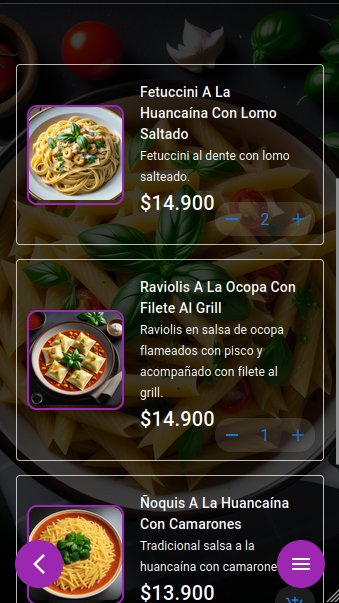 Fetuccini A La
Huancaína Con Lomo
Saltado
Fetuccini al dente con lomo
salteado.
$14.900
− 2 +
Raviolis A La Ocopa Con
Filete Al Grill
Raviolis en salsa de ocopa
flameados con pisco y
acompañado con filete al
grill.
$14.900
− 1 +
Ñoquis A La Huancaína
Con Camarones
Tradicional salsa a la
huancaína con camarone
$13.900